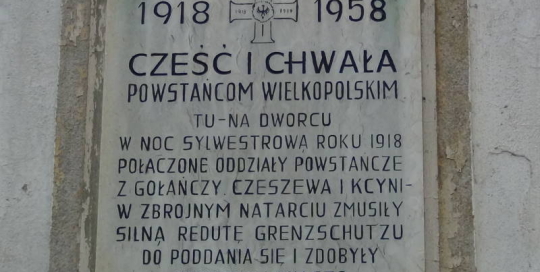 1918 1958
CZEŚĆ I CHWAŁA
POWSTAŃCOM WIELKOPOLSKIM
TU-NA DWORCU
W NOC SYLWESTROWĄ ROKU 1918
POŁĄCZONE ODDZIAŁY POWSTAŃCZE
Z GOŁAŃCZY, CZESZEWA I KCYNI-
W ZBROJNYM NATARCIU ZMUSIŁY
SILNĄ REDUTĘ GRENZSCHUTZU
DO PODDANIA SIĘ I ZDOBYŁY